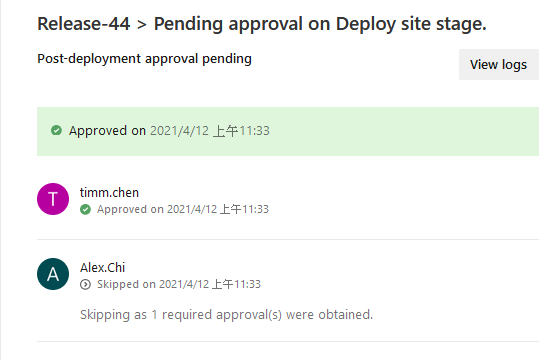 Release-44 > Pending approval on Deploy site stage.
Post-deployment approval pending
View logs
Approved on 2021/4/12 上午11:33
T
timm.chen
Approved on 2021/4/12 上午11:33
A
Alex.Chi
Skipped on 2021/4/12 上午11:33
Skipping as 1 required approval(s) were obtained.